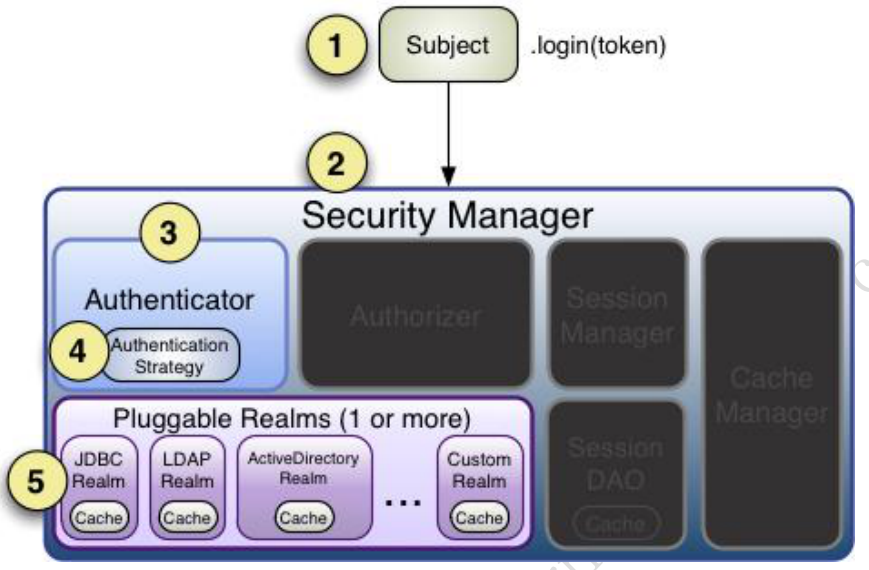 1
Subject
.login(token)
2
Security Manager
3
Authenticator
4
Authentication
Strategy
Authorizer
Session
Manager
Cache
Manager
Pluggable Realms (1 or more)
5
JDBC
Realm
Cache
LDAP
Realm
Cache
ActiveDirectory
Realm
Cache
...
Custom
Realm
Cache
Session
DAO
Cache